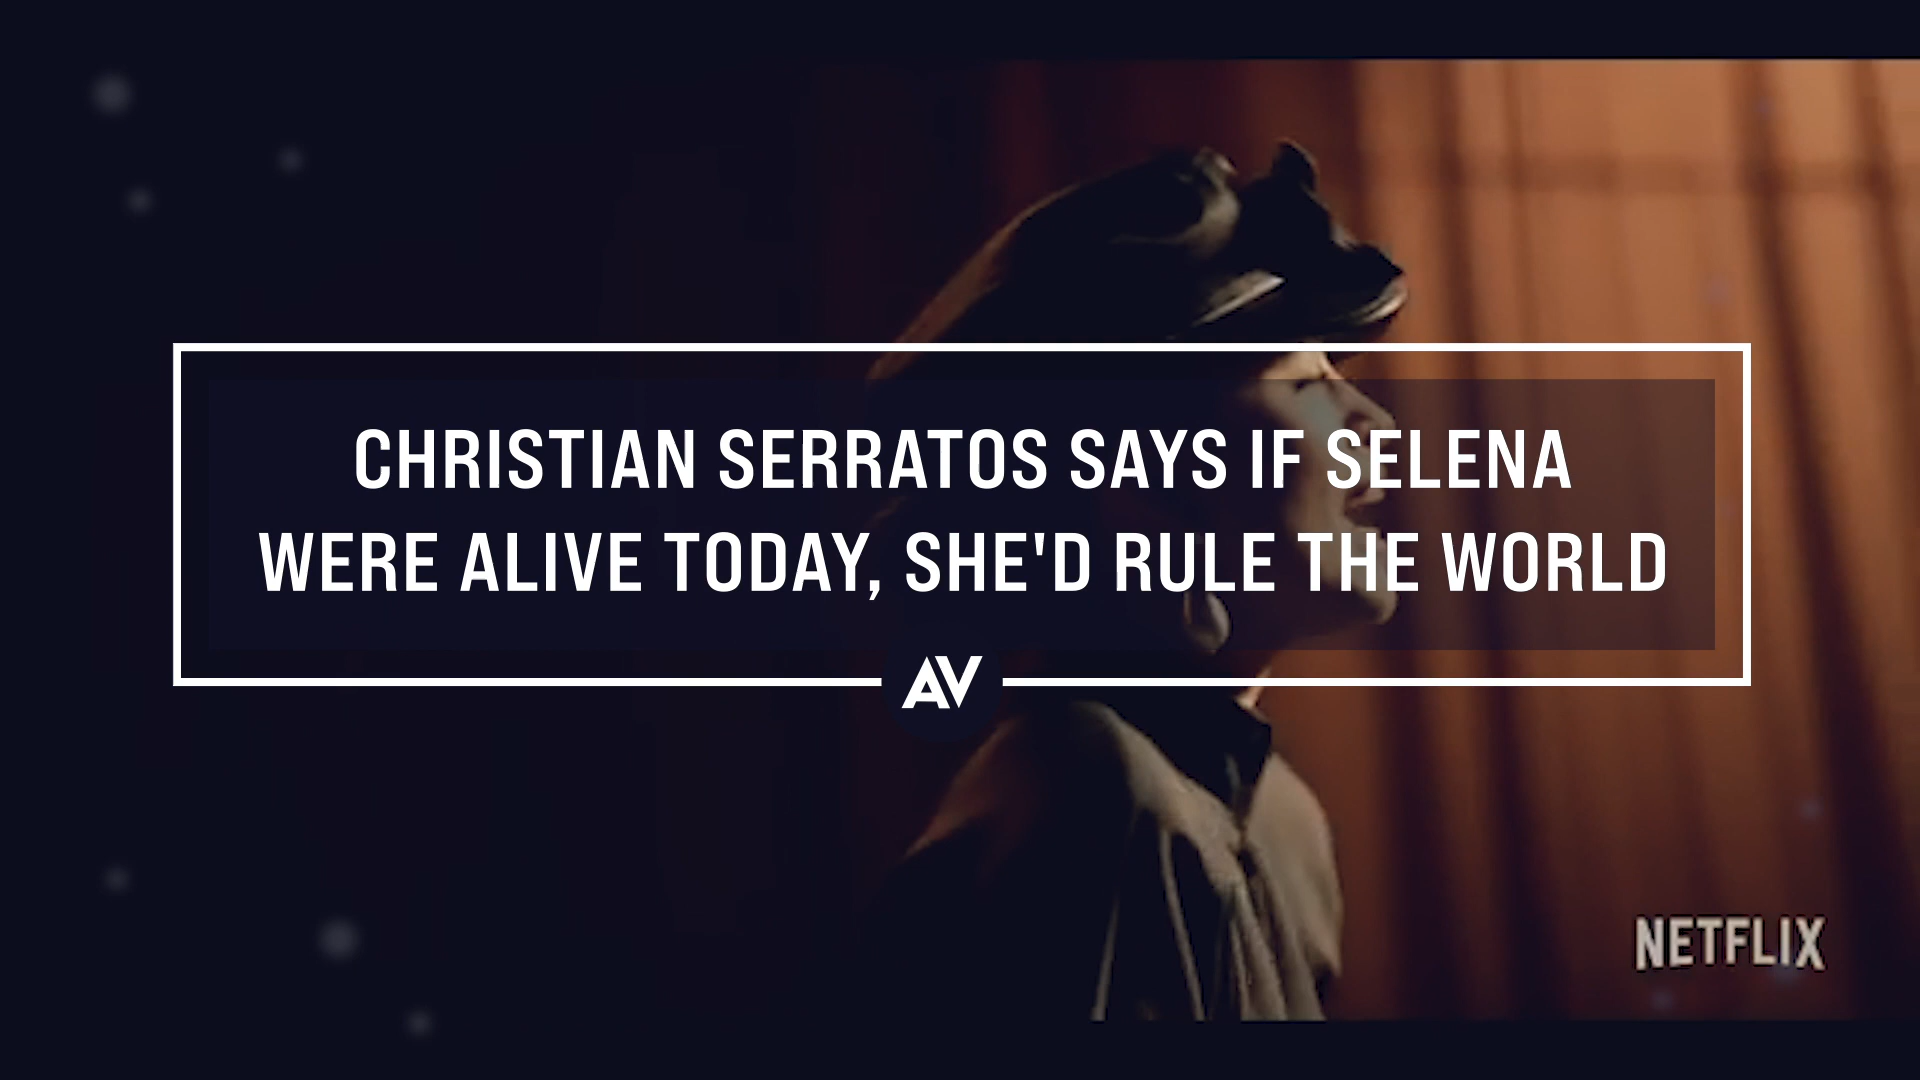 CHRISTIAN SERRATOS SAYS IF SELENA
WERE ALIVE TODAY, SHE'D RULE THE WORLD
AV
NETFLIX